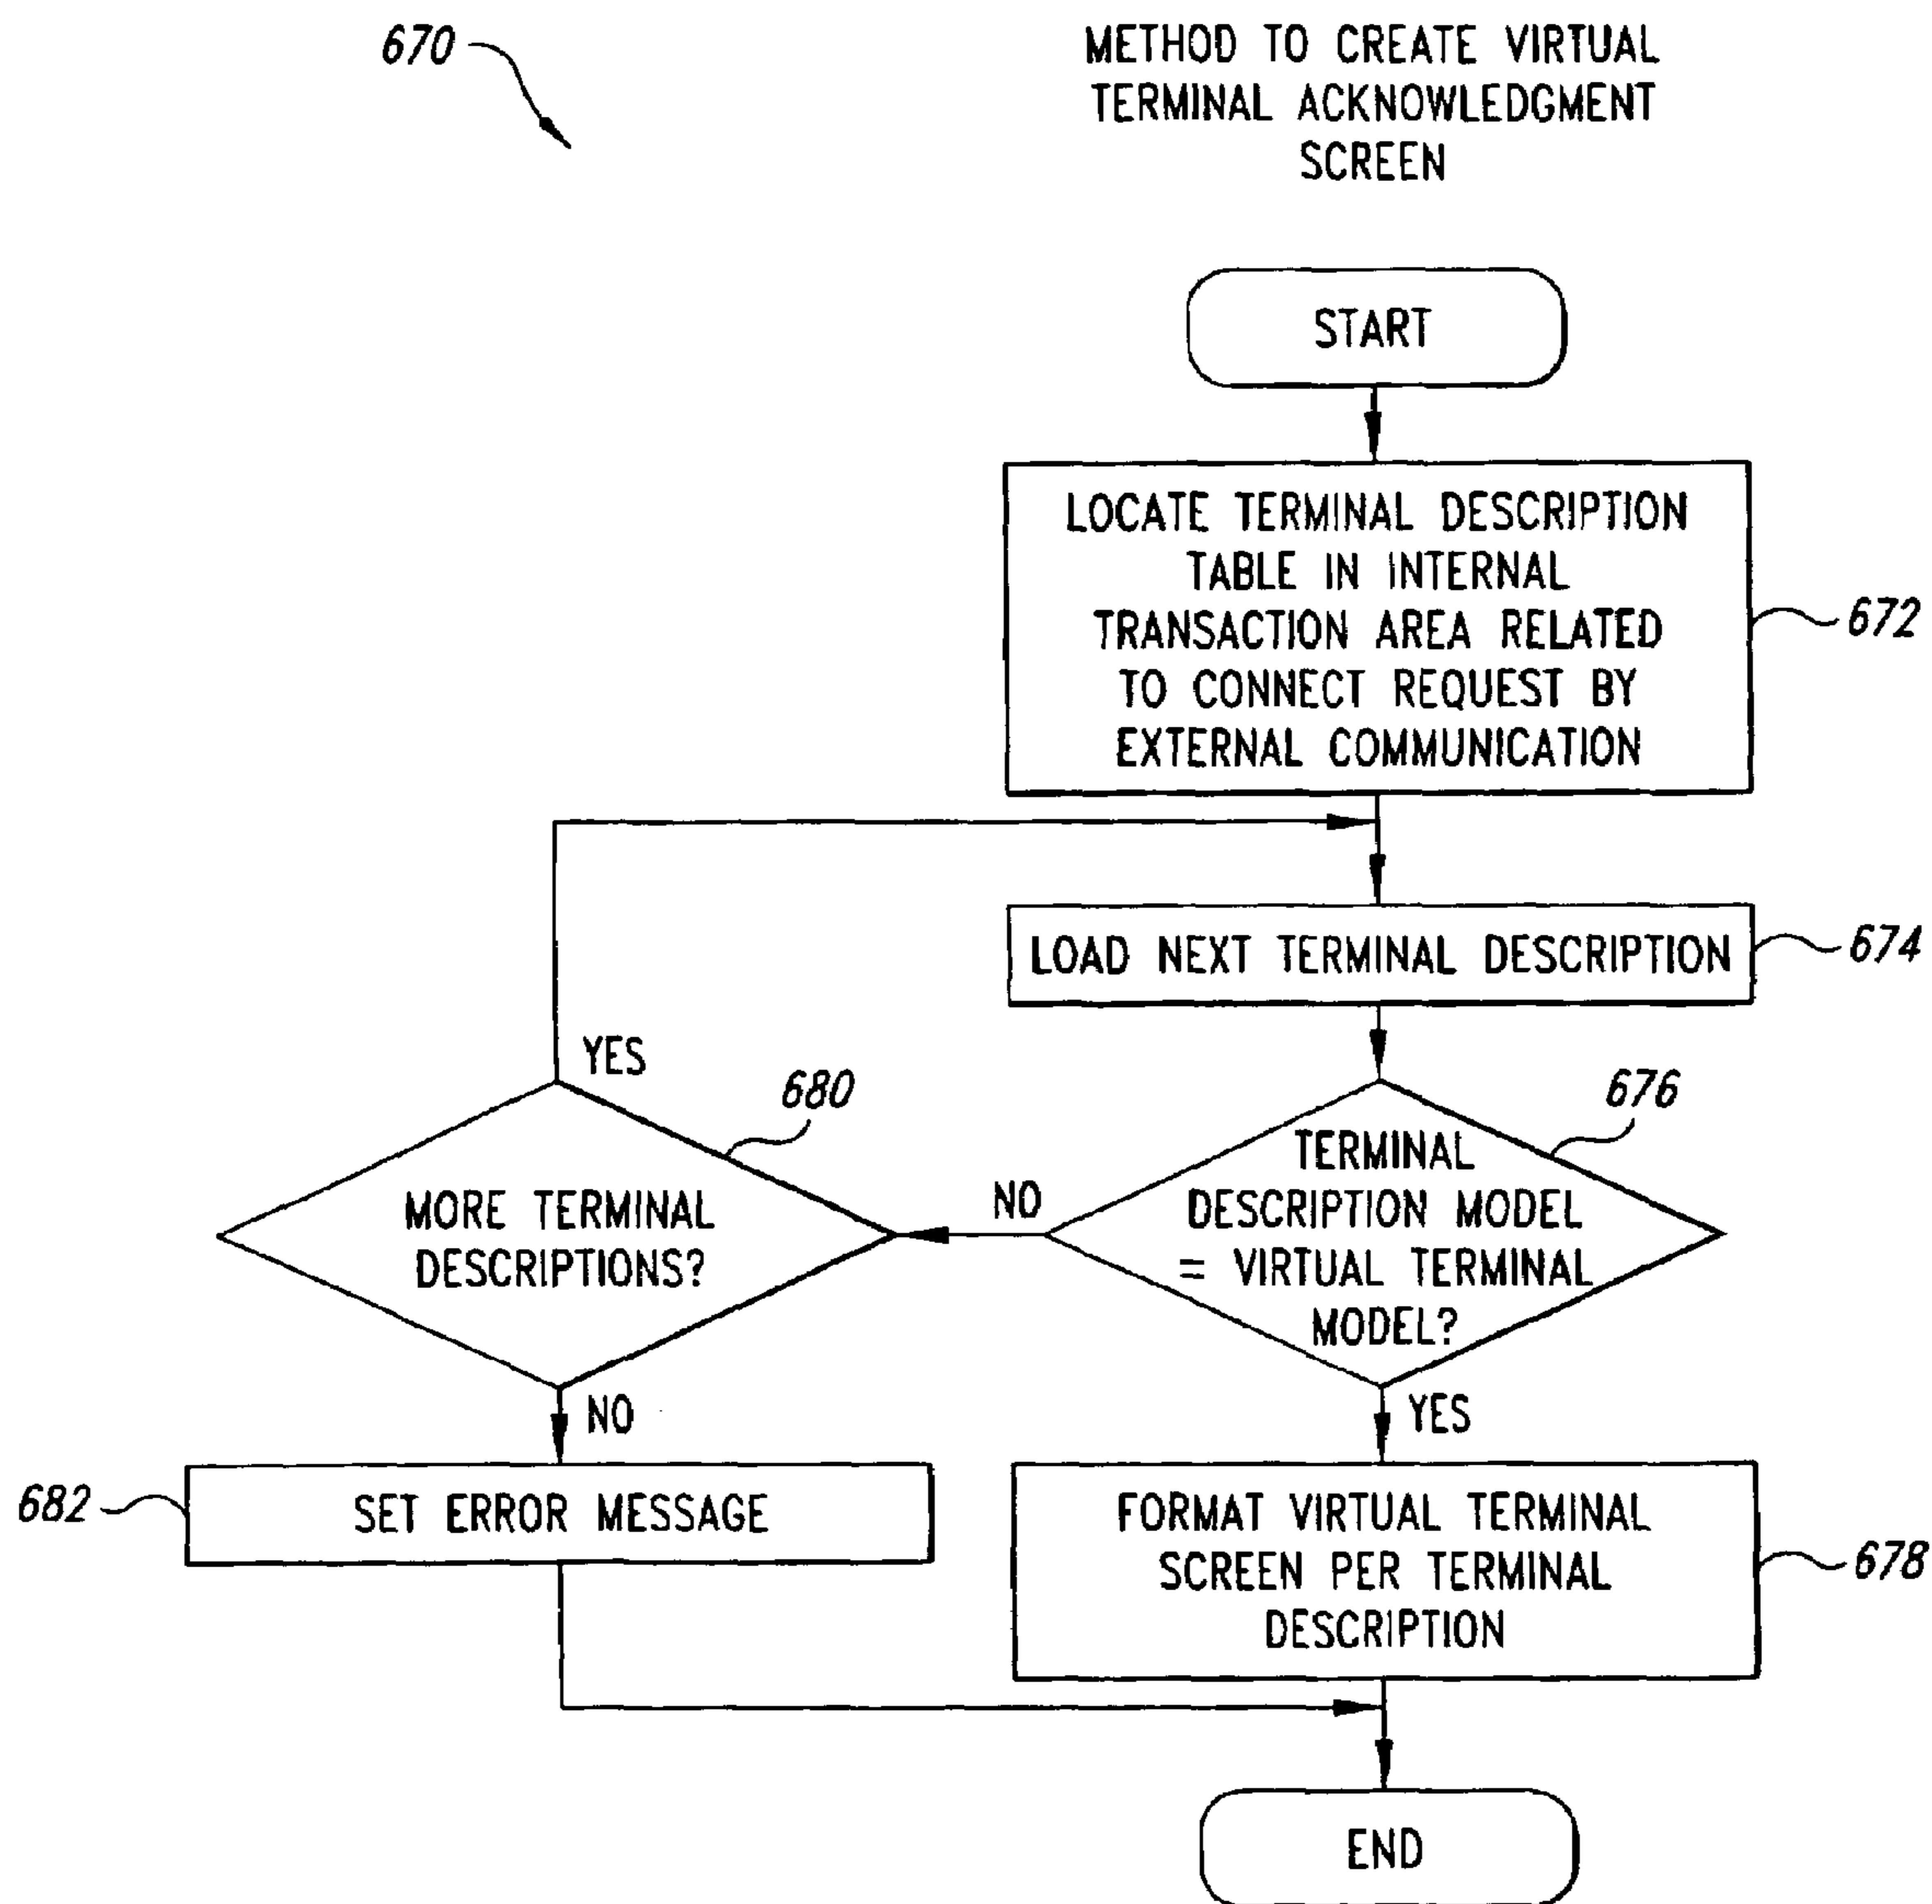 670
METHOD TO CREATE VIRTUAL
TERMINAL ACKNOWLEDGMENT
SCREEN
START
LOCATE TERMINAL DESCRIPTION
TABLE IN INTERNAL
TRANSACTION AREA RELATED
TO CONNECT REQUEST BY
EXTERNAL COMMUNICATION
672
LOAD NEXT TERMINAL DESCRIPTION
674
YES
680
676
MORE TERMINAL
DESCRIPTIONS?
NO
TERMINAL
DESCRIPTION MODEL
= VIRTUAL TERMINAL
MODEL?
NO
YES
682
SET ERROR MESSAGE
FORMAT VIRTUAL TERMINAL
SCREEN PER TERMINAL
DESCRIPTION
678
END